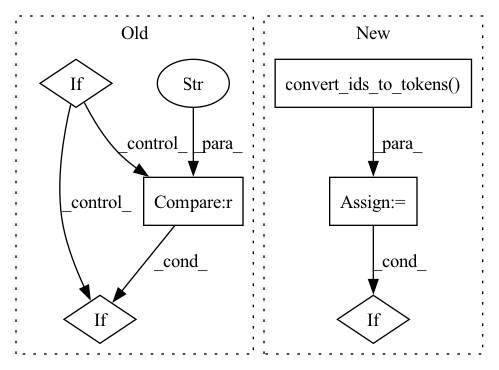 Old
New
If
Str
convert_ids_to_tokens()
_control_
_para_
_para_
_control_
Compare:r
Assign:=
_cond_
_cond_
If
If